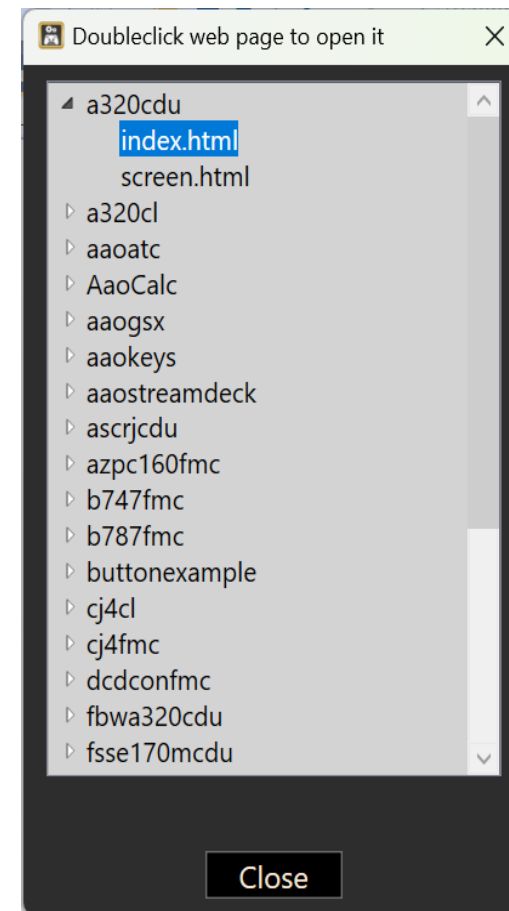 Doubleclick web page to open it
a320cdu
index.html
screen.html
a320cl
aaoatc
AaoCalc
aaogsx
aaokeys
aaostreamdeck
ascrjcdu
azpc160fmc
b747fmc
b787fmc
buttonexample
cj4cl
cj4fmc
dcdconfmc
fbwa320cdu
fsse170mcdu
Close